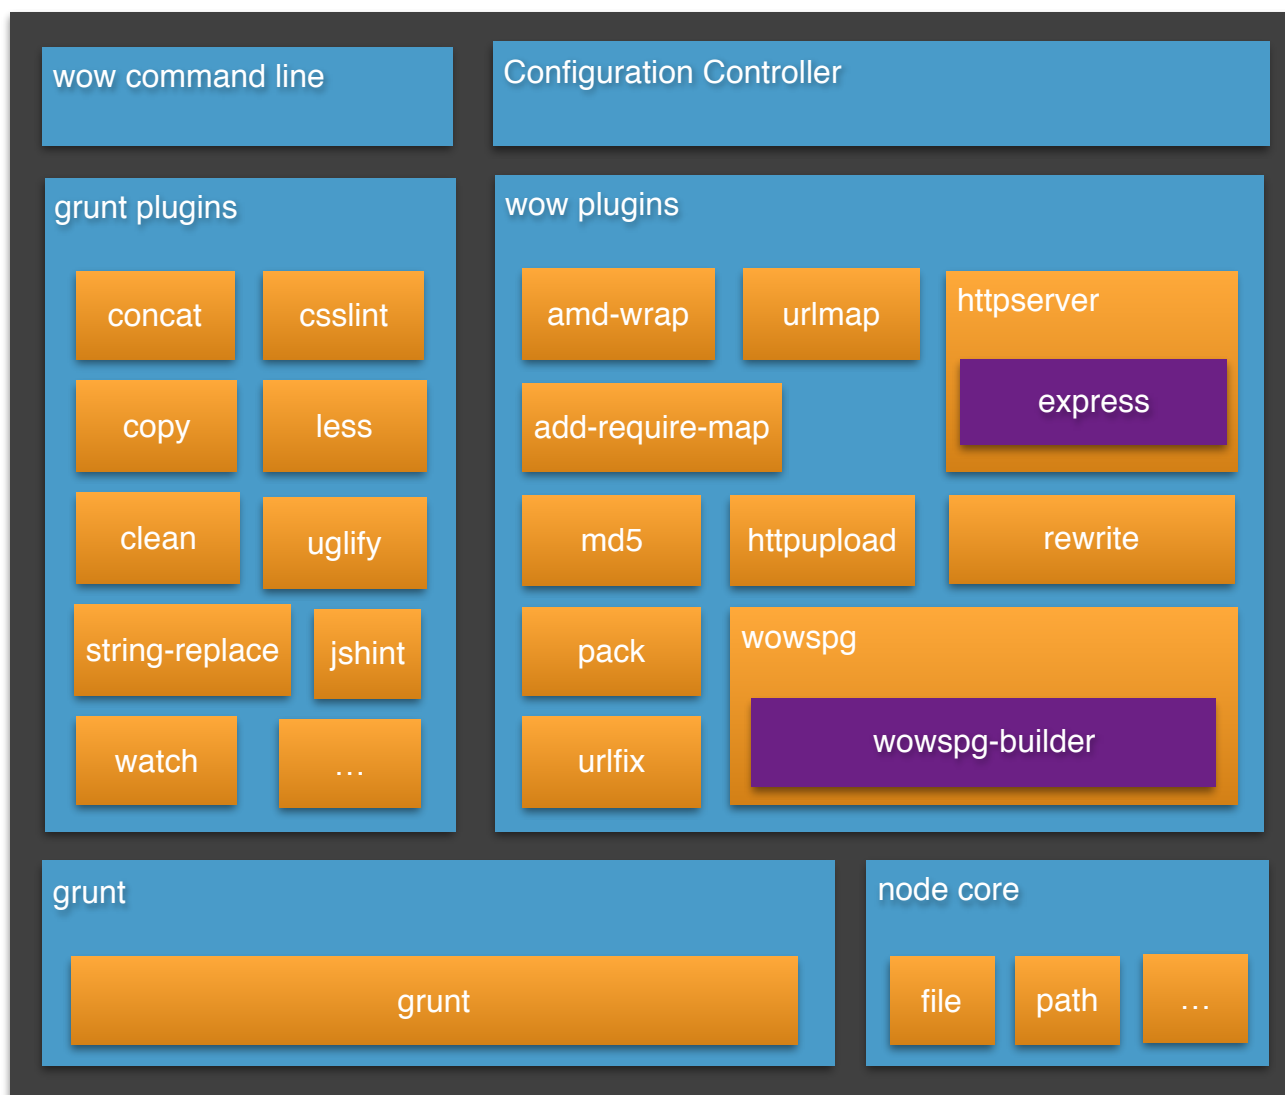 wow command line
Configuration Controller
grunt plugins
concat
csslint
copy
less
clean
uglify
string-replace
jshint
watch
...
wow plugins
amd-wrap
urlmap
httpserver
express
add-require-map
md5
httpupload
rewrite
pack
wowspg
wowspg-builder
urlfix
grunt
grunt
node core
file
path
...